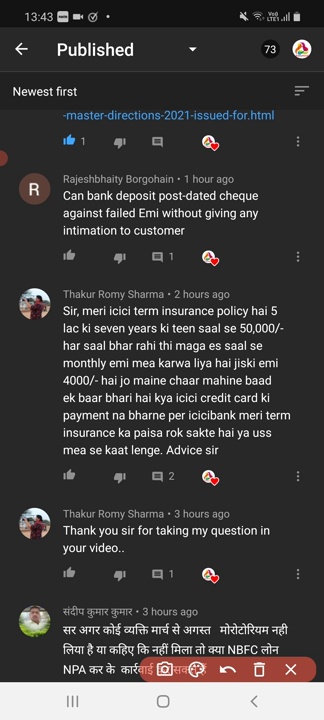 13:43
Published
73
Newest first
-master-directions-2021-issued-for.html
1
R
Rajeshbhaity Borgohain • 1 hour ago
Can bank deposit post-dated cheque
against failed Emi without giving any
intimation to customer
1
Thakur Romy Sharma • 2 hours ago
Sir, meri icici term insurance policy hai 5
lac ki seven years ki teen saal se 50,000/-
har saal bhar rahi thi maga es saal se
monthly emi mea karwa liya hai jiski emi
4000/- hai jo maine chaar mahine baad
ek baar bhari hai kya icici credit card ki
payment na bharne per icicibank meri term
insurance ka paisa rok sakte hai ya uss
mea se kaat lenge. Advice sir
2
Thakur Romy Sharma • 3 hours ago
Thank you sir for taking my question in
your video..
1
संदीप कुमार कुमार • 3 hours ago
सर अगर कोई व्यक्ति मार्च से अगस्त मोरोटोरियम नही
लिया है या कहिए कि नहीं मिला तो क्या NBFC लोन
NPA कर के